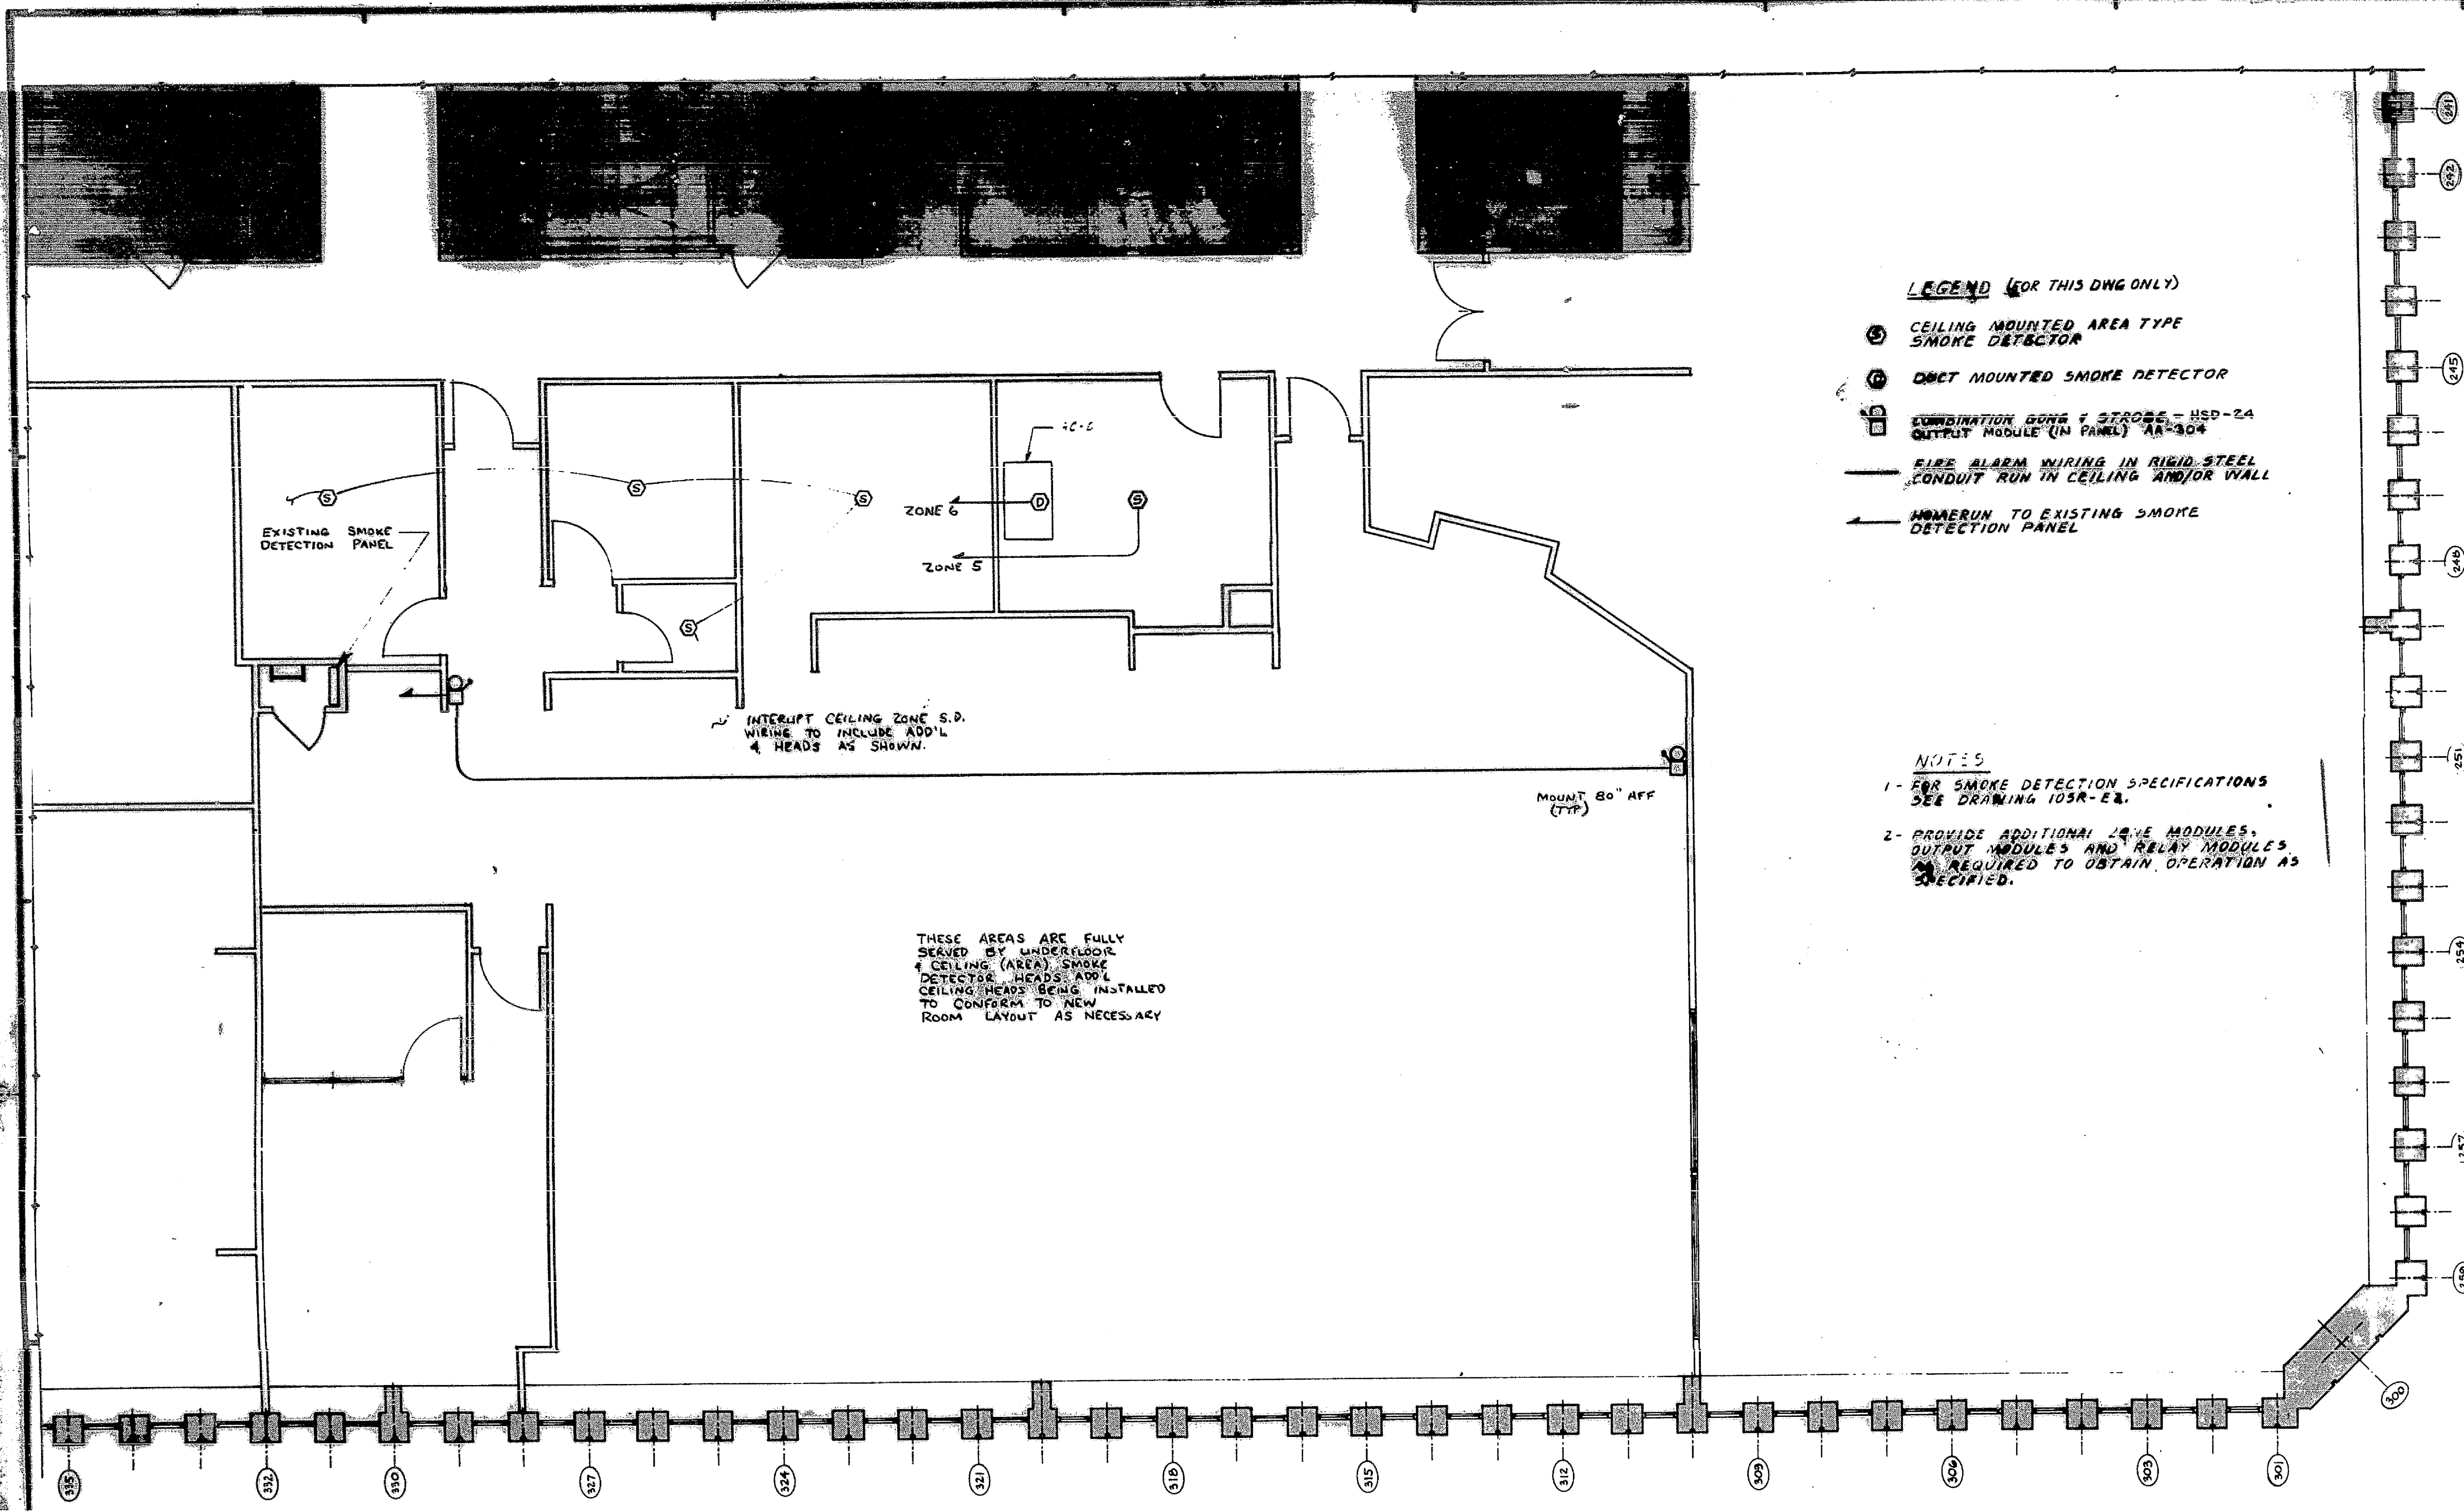 LEGEND (FOR THIS DWG ONLY)
S CEILING MOUNTED AREA TYPE
SMOKE DETECTOR
DUCT MOUNTED SMOKE DETECTOR
COMBINATION GONG & STROBE - HSD-24
OUTPUT MODULE (IN PANEL) AA-304
FIRE ALARM WIRING IN RIGID STEEL
CONDUIT RUN IN CEILING AND/OR WALL
HOMERUN TO EXISTING SMOKE
DETECTION PANEL
S
S
S
D
S
S
ZONE 6
ZONE 5
EXISTING SMOKE
DETECTION PANEL
INTERUPT CEILING ZONE S.D.
WIRING TO INCLUDE ADD'L
4 HEADS AS SHOWN.
MOUNT 80" AFF
(TYP)
NOTES
1- FOR SMOKE DETECTION SPECIFICATIONS
SEE DRAWING 105R-E2.
2- PROVIDE ADDITIONAL ZONE MODULES,
OUTPUT MODULES AND RELAY MODULES
AS REQUIRED TO OBTAIN OPERATION AS
SPECIFIED.
THESE AREAS ARE FULLY
SERVED BY UNDERFLOOR
& CEILING (AREA) SMOKE
DETECTOR HEADS. ADD'L
CEILING HEADS BEING INSTALLED
TO CONFORM TO NEW
ROOM LAYOUT AS NECESSARY
241
242
245
248
251
254
257
259
300
335
332
330
327
324
321
318
315
312
309
306
303
301